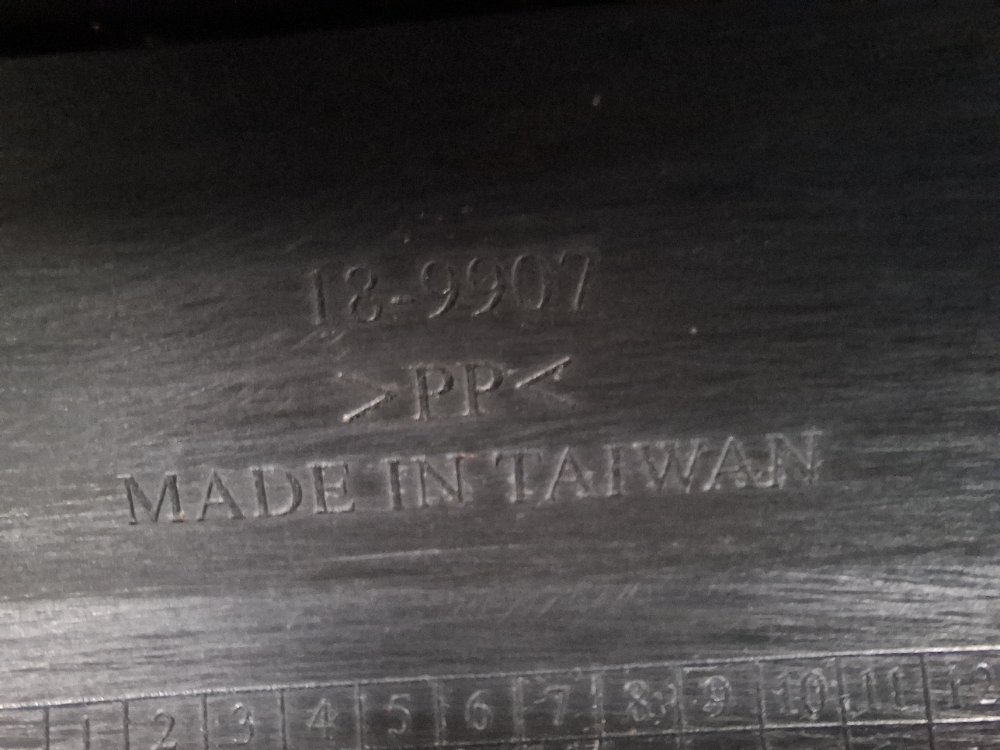 18-9907
>PP<
MADE IN TAIWAN
1 2 3 4 5 6 7 8 9 10 11 12